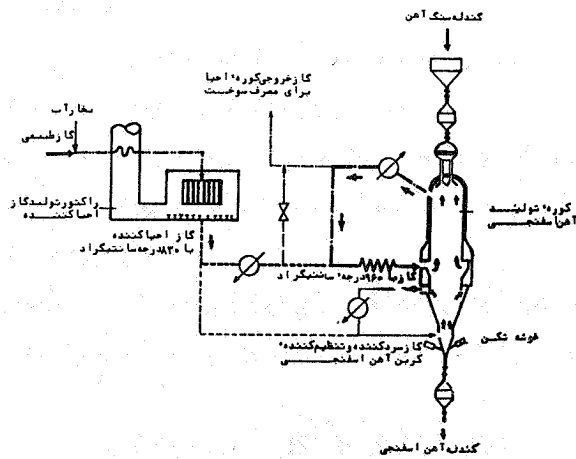 گندله سنگ آهن
گاز خروجی کوره احیا
برای مصرف سوخت
بخار آب
گاز طبیعی
راکتور تولید گاز
احیا کننده
کوره تولید
آهن اسفنجی
گاز احیا کننده
با ۸۳۰ درجه سانتیگراد
گاز با ۹۶۰ درجه سانتیگراد
گاز سرد کننده و تنظیم کننده
کربن آهن اسفنجی
خوشه شکن
گندله آهن اسفنجی